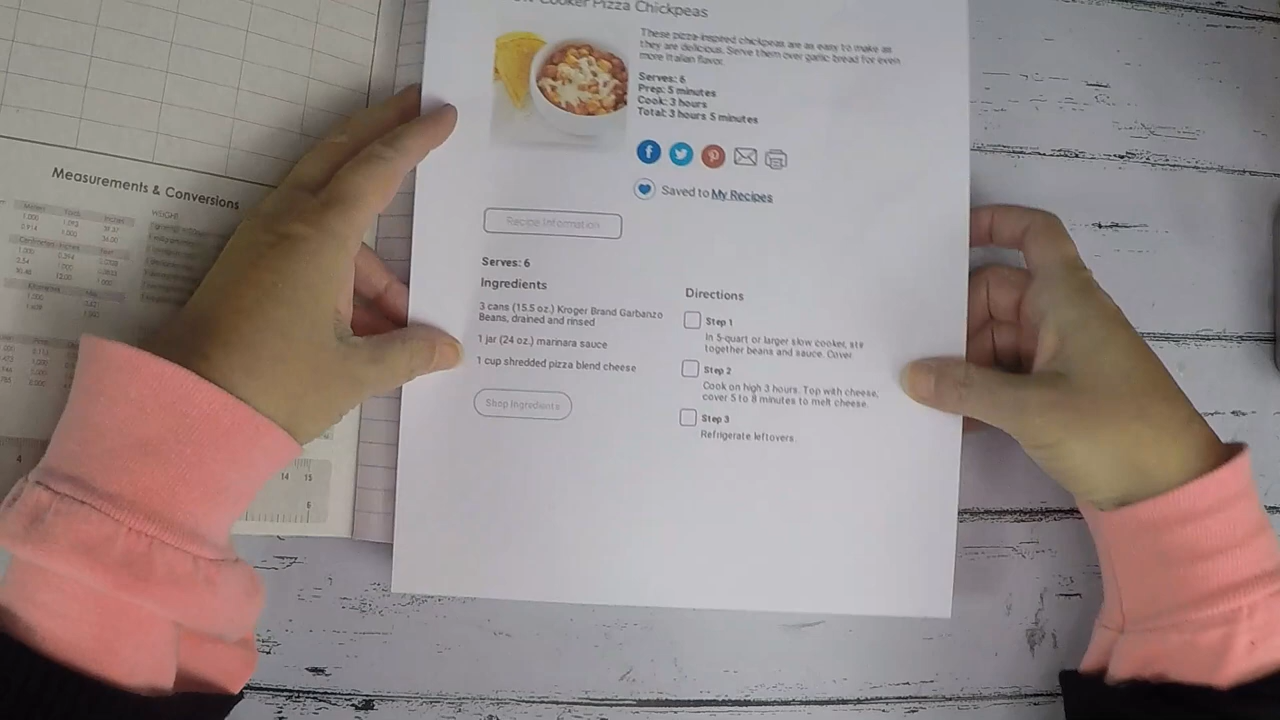 Cooker Pizza Chickpeas
These pizza-inspired chickpeas are as easy to make as
they are delicious. Serve them over garlic bread for even
more Italian flavor.
Serves: 6
Prep: 5 minutes
Cook: 3 hours
Total: 3 hours 5 minutes
Saved to My Recipes
Recipe Information
Serves: 6
Ingredients
3 cans (15.5 oz.) Kroger Brand Garbanzo
Beans, drained and rinsed
1 jar (24 oz.) marinara sauce
1 cup shredded pizza blend cheese
Shop Ingredients
Directions
Step 1
In 5-quart or larger slow cooker, stir
together beans and sauce. Cover.
Step 2
Cook on high 3 hours. Top with cheese,
cover 5 to 8 minutes to melt cheese.
Step 3
Refrigerate leftovers.
Measurements & Conversions
WEIGHT
4
14 15
6